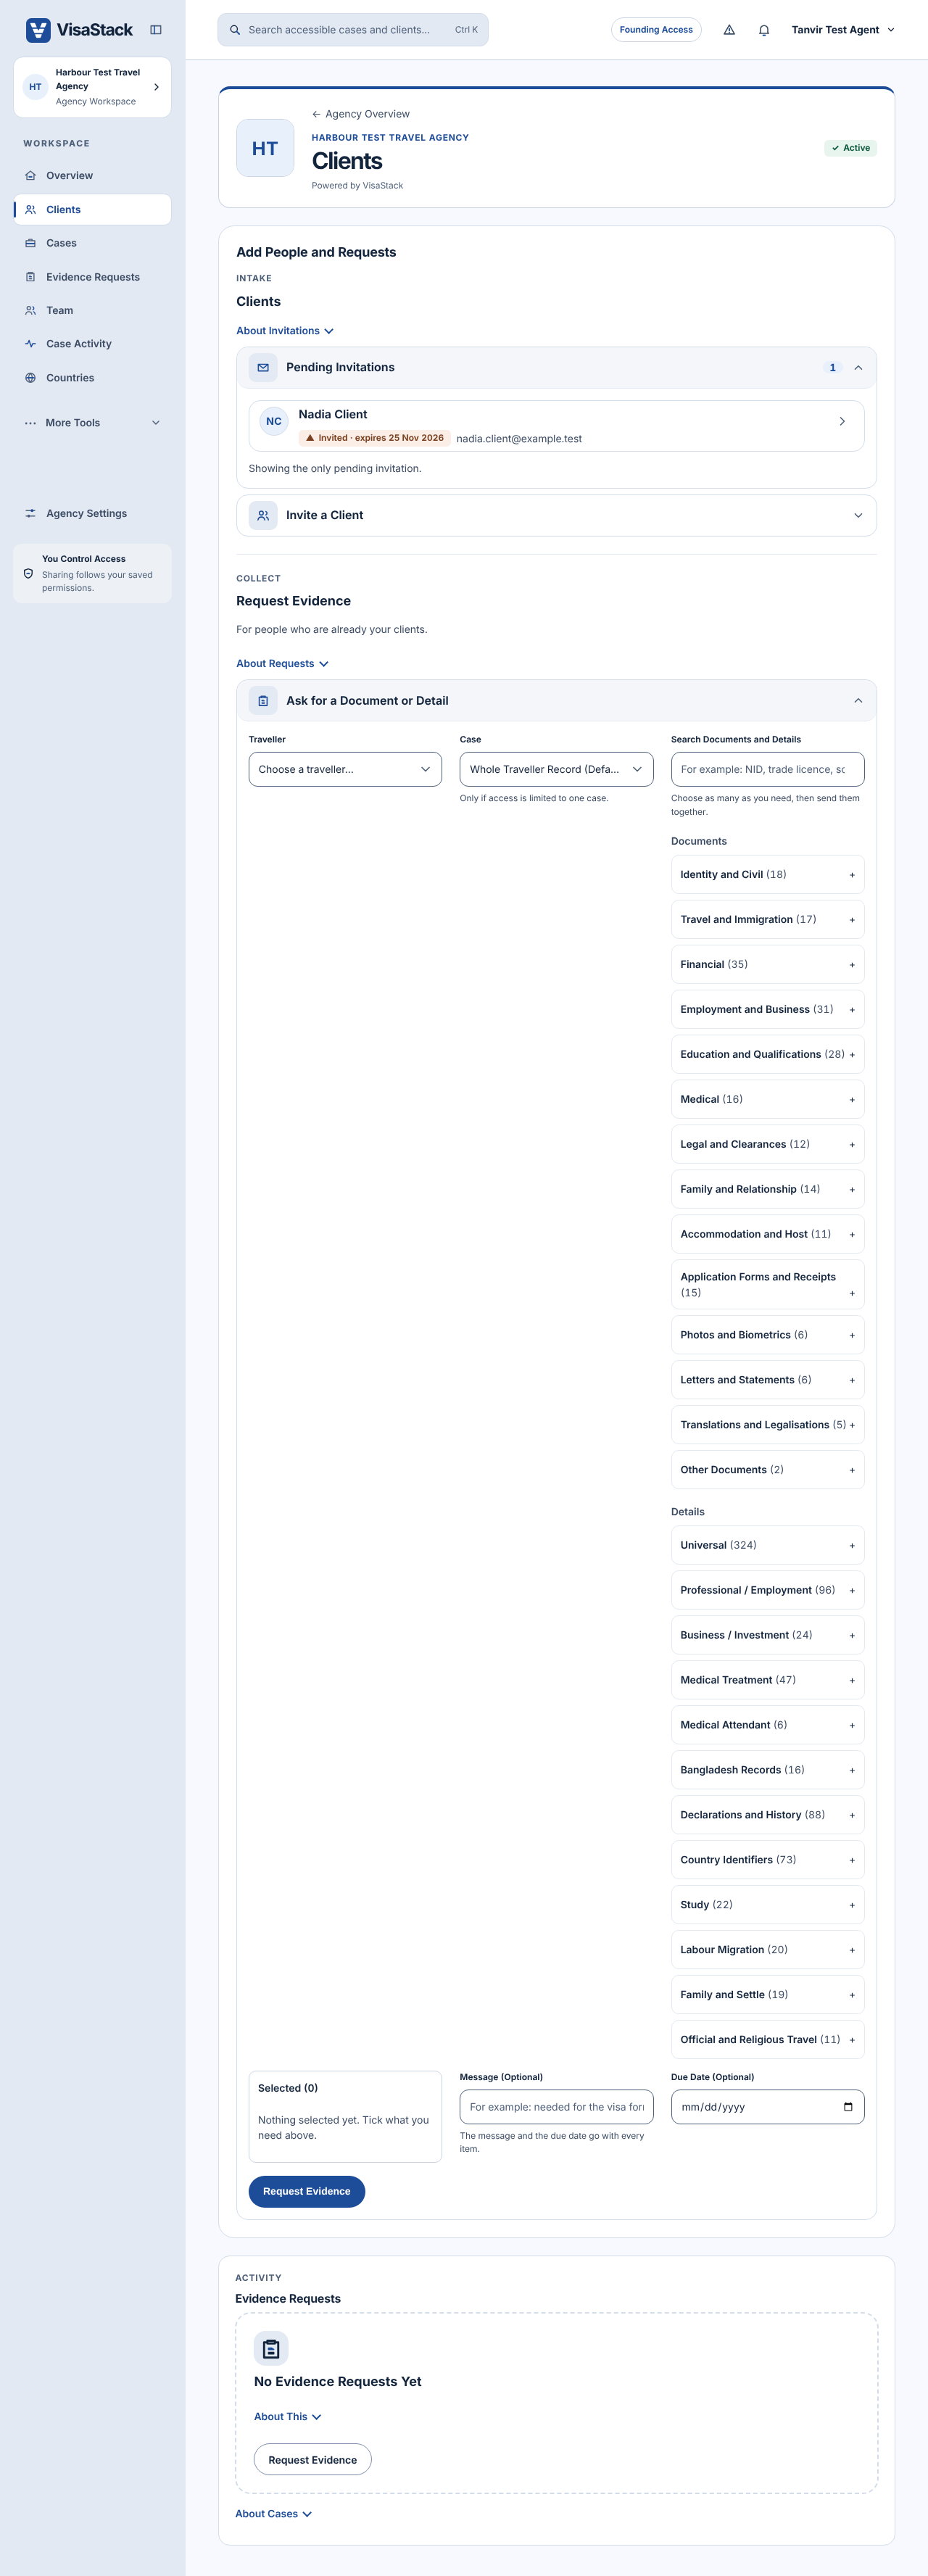 VisaStack
HT
Harbour Test Travel
Agency
Agency Workspace
WORKSPACE
Overview
Clients
Cases
Evidence Requests
Team
Case Activity
Countries
More Tools
Agency Settings
You Control Access
Sharing follows your saved
permissions.
Search accessible cases and clients...
Ctrl K
Founding Access
Tanvir Test Agent
HT
← Agency Overview
HARBOUR TEST TRAVEL AGENCY
Clients
Powered by VisaStack
✓ Active
Add People and Requests
INTAKE
Clients
About Invitations
Pending Invitations
1
NC
Nadia Client
▲ Invited · expires 25 Nov 2026
nadia.client@example.test
Showing the only pending invitation.
Invite a Client
COLLECT
Request Evidence
For people who are already your clients.
About Requests
Ask for a Document or Detail
Traveller
Choose a traveller...
Case
Whole Traveller Record (Defa...
Only if access is limited to one case.
Search Documents and Details
For example: NID, trade licence, sc
Choose as many as you need, then send them
together.
Documents
Identity and Civil (18) +
Travel and Immigration (17) +
Financial (35) +
Employment and Business (31) +
Education and Qualifications (28) +
Medical (16) +
Legal and Clearances (12) +
Family and Relationship (14) +
Accommodation and Host (11) +
Application Forms and Receipts
(15) +
Photos and Biometrics (6) +
Letters and Statements (6) +
Translations and Legalisations (5) +
Other Documents (2) +
Details
Universal (324) +
Professional / Employment (96) +
Business / Investment (24) +
Medical Treatment (47) +
Medical Attendant (6) +
Bangladesh Records (16) +
Declarations and History (88) +
Country Identifiers (73) +
Study (22) +
Labour Migration (20) +
Family and Settle (19) +
Official and Religious Travel (11) +
Selected (0)
Nothing selected yet. Tick what you
need above.
Message (Optional)
For example: needed for the visa for
The message and the due date go with every
item.
Due Date (Optional)
mm/dd/yyyy
Request Evidence
ACTIVITY
Evidence Requests
No Evidence Requests Yet
About This
Request Evidence
About Cases